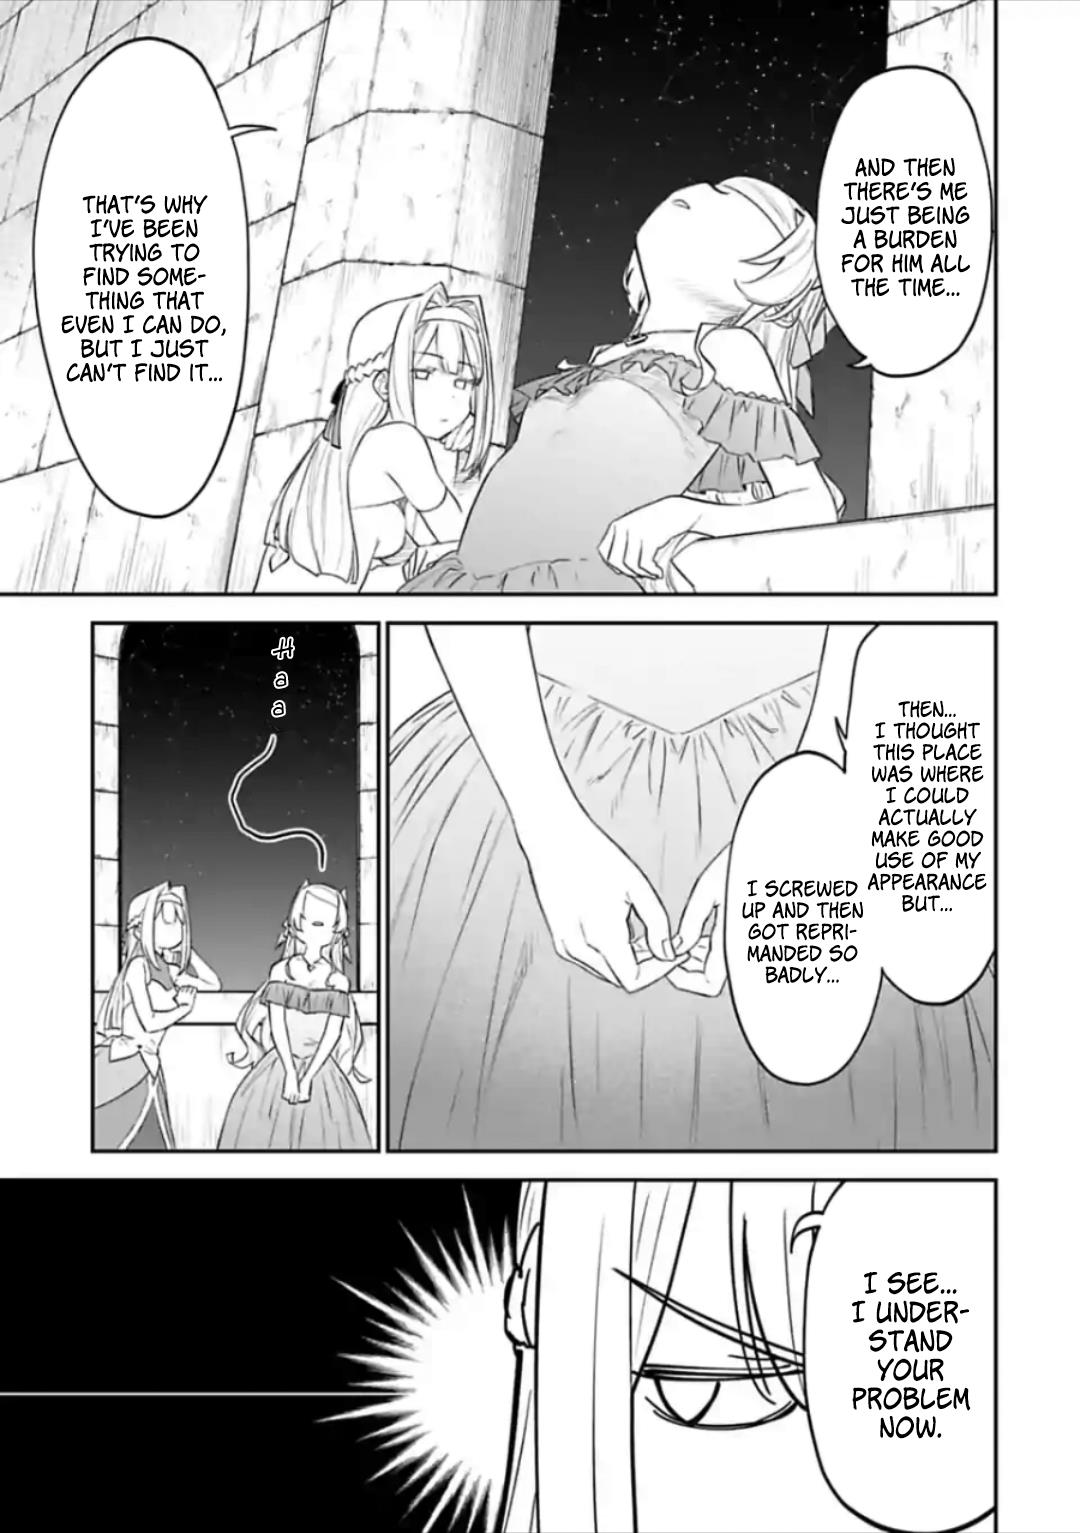 AND THEN
THERE'S ME
JUST BEING
A BURDEN
FOR HIM ALL
THE TIME...
THAT'S WHY
I'VE BEEN
TRYING TO
FIND SOME-
THING THAT
EVEN I CAN DO,
BUT I JUST
CAN'T FIND IT...
THEN...
I THOUGHT
THIS PLACE
WAS WHERE
I COULD
ACTUALLY
MAKE GOOD
USE OF MY
APPEARANCE
BUT...
I SCREWED
UP AND THEN
GOT REPRI-
MANDED SO
BADLY...
Haa
I SEE...
I UNDER-
STAND
YOUR
PROBLEM
NOW.